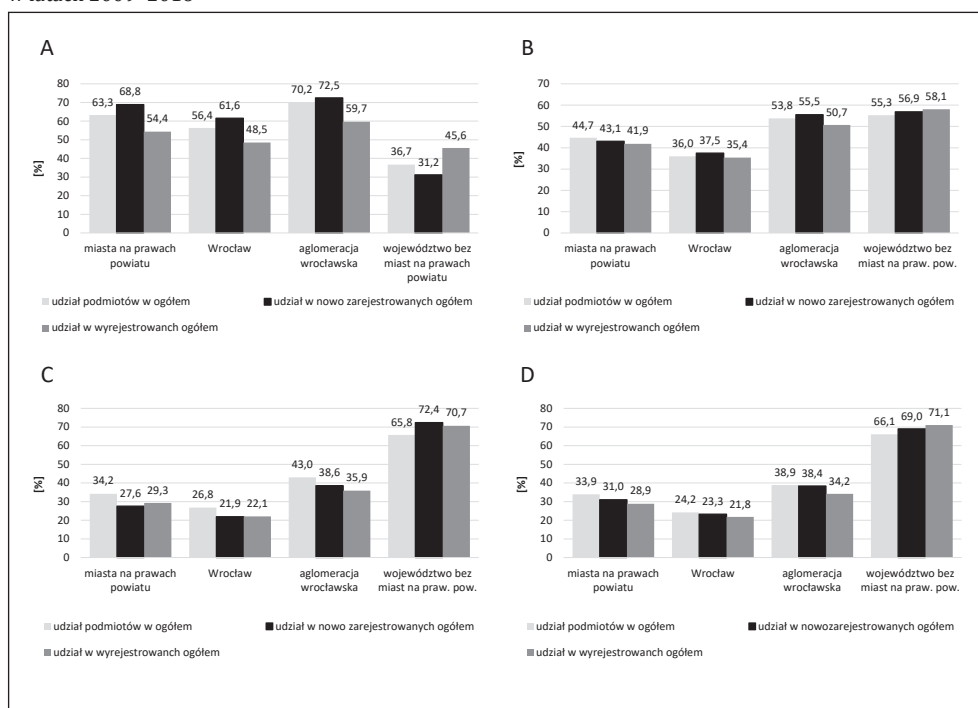 w latach 2009–2018
A
80
70
60
50
40
30
20
10
0
[%]
63,3 68,8 54,4
56,4 61,6 48,5
70,2 72,5 59,7
36,7 31,2 45,6
miasta na prawach powiatu
Wrocław
aglomeracja wrocławska
województwo bez miast na prawach powiatu
udział podmiotów w ogółem
udział w nowo zarejestrowanych ogółem
udział w wyrejestrowanch ogółem
B
70
60
50
40
30
20
10
0
[%]
44,7 43,1 41,9
36,0 37,5 35,4
53,8 55,5 50,7
55,3 56,9 58,1
miasta na prawach powiatu
Wrocław
aglomeracja wrocławska
województwo bez miast na praw. pow.
udział podmiotów w ogółem
udział w nowo zarejestrowanych ogółem
udział w wyrejestrowanch ogółem
C
80
70
60
50
40
30
20
10
0
[%]
34,2 27,6 29,3
26,8 21,9 22,1
43,0 38,6 35,9
65,8 72,4 70,7
miasta na prawach powiatu
Wrocław
aglomeracja wrocławska
województwo bez miast na praw. pow.
udział podmiotów w ogółem
udział w nowo zarejestrowanych ogółem
udział w wyrejestrowanch ogółem
D
80
70
60
50
40
30
20
10
0
[%]
33,9 31,0 28,9
24,2 23,3 21,8
38,9 38,4 34,2
66,1 69,0 71,1
miasta na prawach powiatu
Wrocław
aglomeracja wrocławska
województwo bez miast na praw. pow.
udział podmiotów w ogółem
udział w nowozarejestrowanych ogółem
udział w wyrejestrowanch ogółem